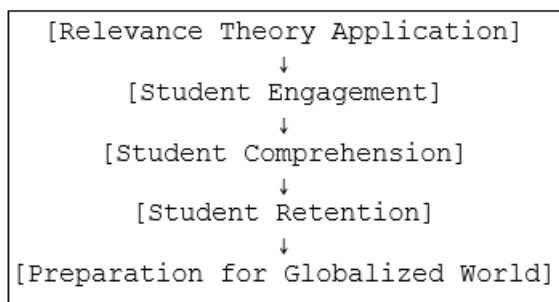 [Relevance Theory Application]
↓
[Student Engagement]
↓
[Student Comprehension]
↓
[Student Retention]
↓
[Preparation for Globalized World]